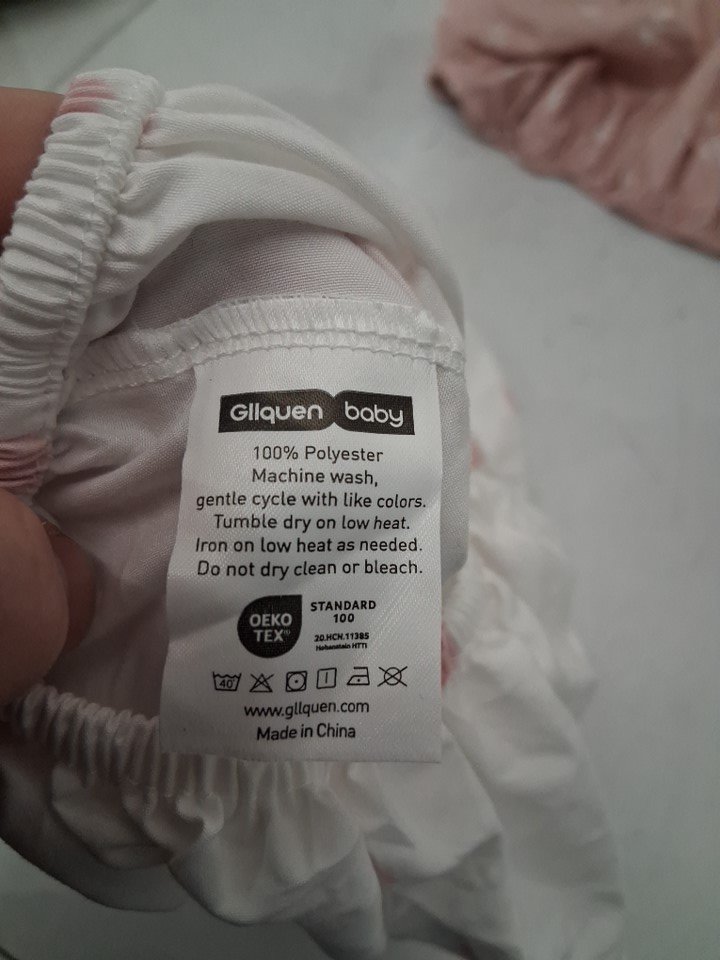 Gllquen baby
100% Polyester
Machine wash,
gentle cycle with like colors.
Tumble dry on low heat.
Iron on low heat as needed.
Do not dry clean or bleach.
OEKO
TEX®
STANDARD
100
20.HCN.11385
Hohenstein HTTI
40
www.gllquen.com
Made in China